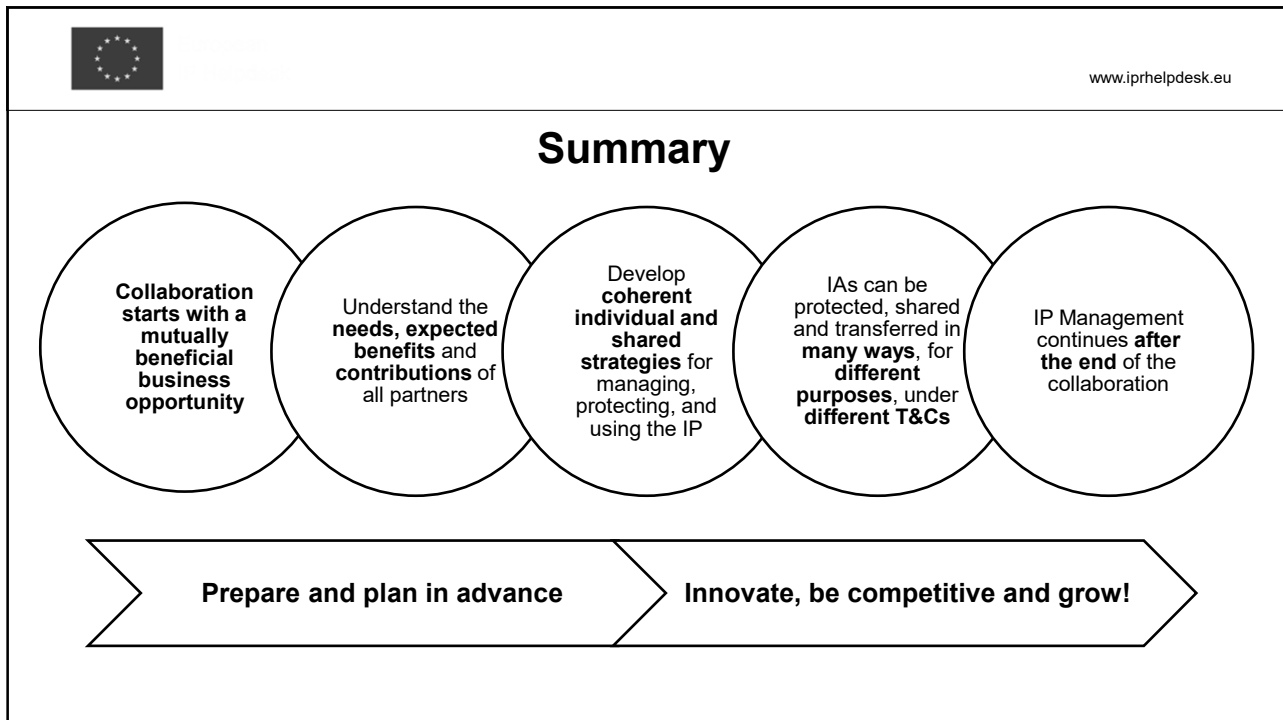 www.iprhelpdesk.eu
Summary
Collaboration
starts with a
mutually
beneficial
business
opportunity
Understand the
needs, expected
benefits and
contributions of
all partners
Develop
coherent
individual and
shared
strategies for
managing,
protecting, and
using the IP
IAs can be
protected, shared
and transferred in
many ways, for
different
purposes, under
different T&Cs
IP Management
continues after
the end of the
collaboration
Prepare and plan in advance
Innovate, be competitive and grow!